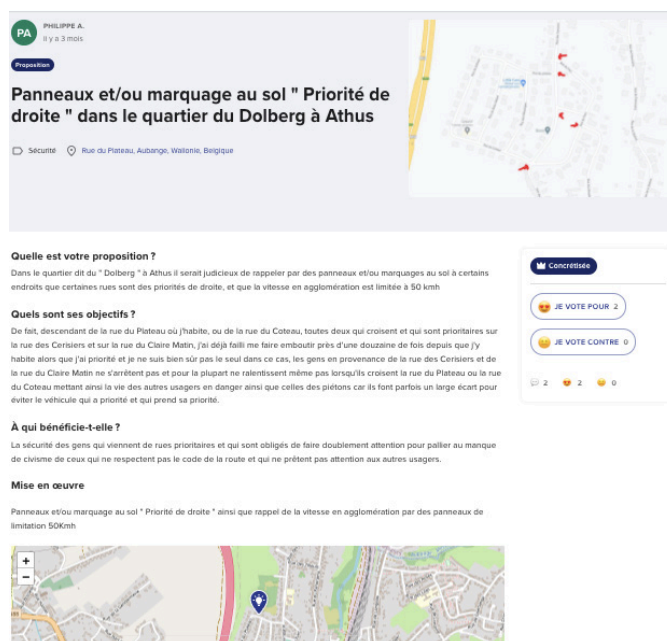 PA
PHILIPPE A.
il y a 3 mois
Proposition
Panneaux et/ou marquage au sol " Priorité de
droite " dans le quartier du Dolberg à Athus
Sécurité
Rue du Plateau, Aubange, Wallonie, Belgique
Quelle est votre proposition ?
Dans le quartier dit du " Dolberg " à Athus il serait judicieux de rappeler par des panneaux et/ou marquages au sol à certains
endroits que certaines rues sont des priorités de droite, et que la vitesse en agglomération est limitée à 50 kmh
Quels sont ses objectifs ?
De fait, descendant de la rue du Plateau où j'habite, ou de la rue du Coteau, toutes deux qui croisent et qui sont prioritaires sur
la rue des Cerisiers et sur la rue du Claire Matin, j'ai déjà failli me faire emboutir près d'une douzaine de fois depuis que j'y
habite alors que j'ai priorité et je ne suis bien sûr pas le seul dans ce cas, les gens en provenance de la rue des Cerisiers et de
la rue du Claire Matin ne s'arrêtent pas et pour la plupart ne ralentissent même pas lorsqu'ils croisent la rue du Plateau ou la rue
du Coteau mettant ainsi la vie des autres usagers en danger ainsi que celles des piétons car ils font parfois un large écart pour
éviter le véhicule qui a priorité et qui prend sa priorité.
À qui bénéficie-t-elle ?
La sécurité des gens qui viennent de rues prioritaires et qui sont obligés de faire doublement attention pour pallier au manque
de civisme de ceux qui ne respectent pas le code de la route et qui ne prêtent pas attention aux autres usagers.
Mise en œuvre
Panneaux et/ou marquage au sol " Priorité de droite " ainsi que rappel de la vitesse en agglomération par des panneaux de
limitation 50Kmh
+
−
Concrétisée
JE VOTE POUR 2
JE VOTE CONTRE 0
2 2 0